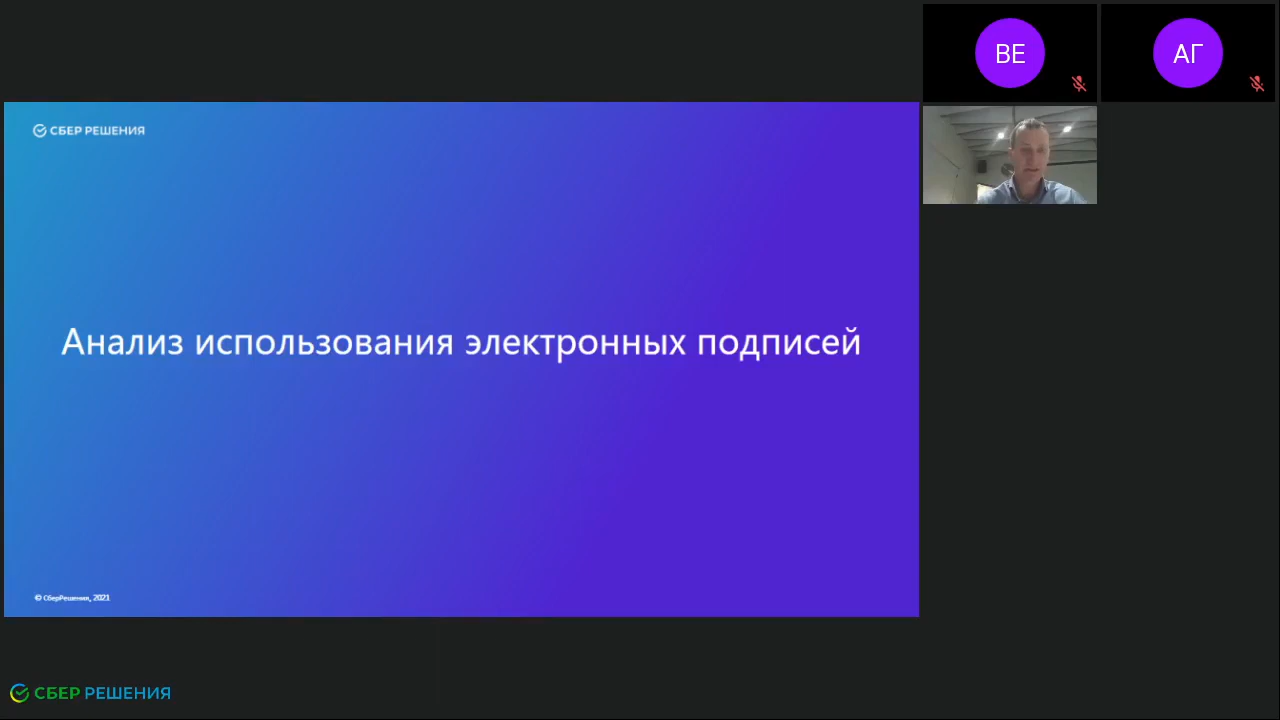 ВЕ
АГ
СБЕР РЕШЕНИЯ
Анализ использования электронных подписей
© СберРешения, 2021
СБЕР РЕШЕНИЯ